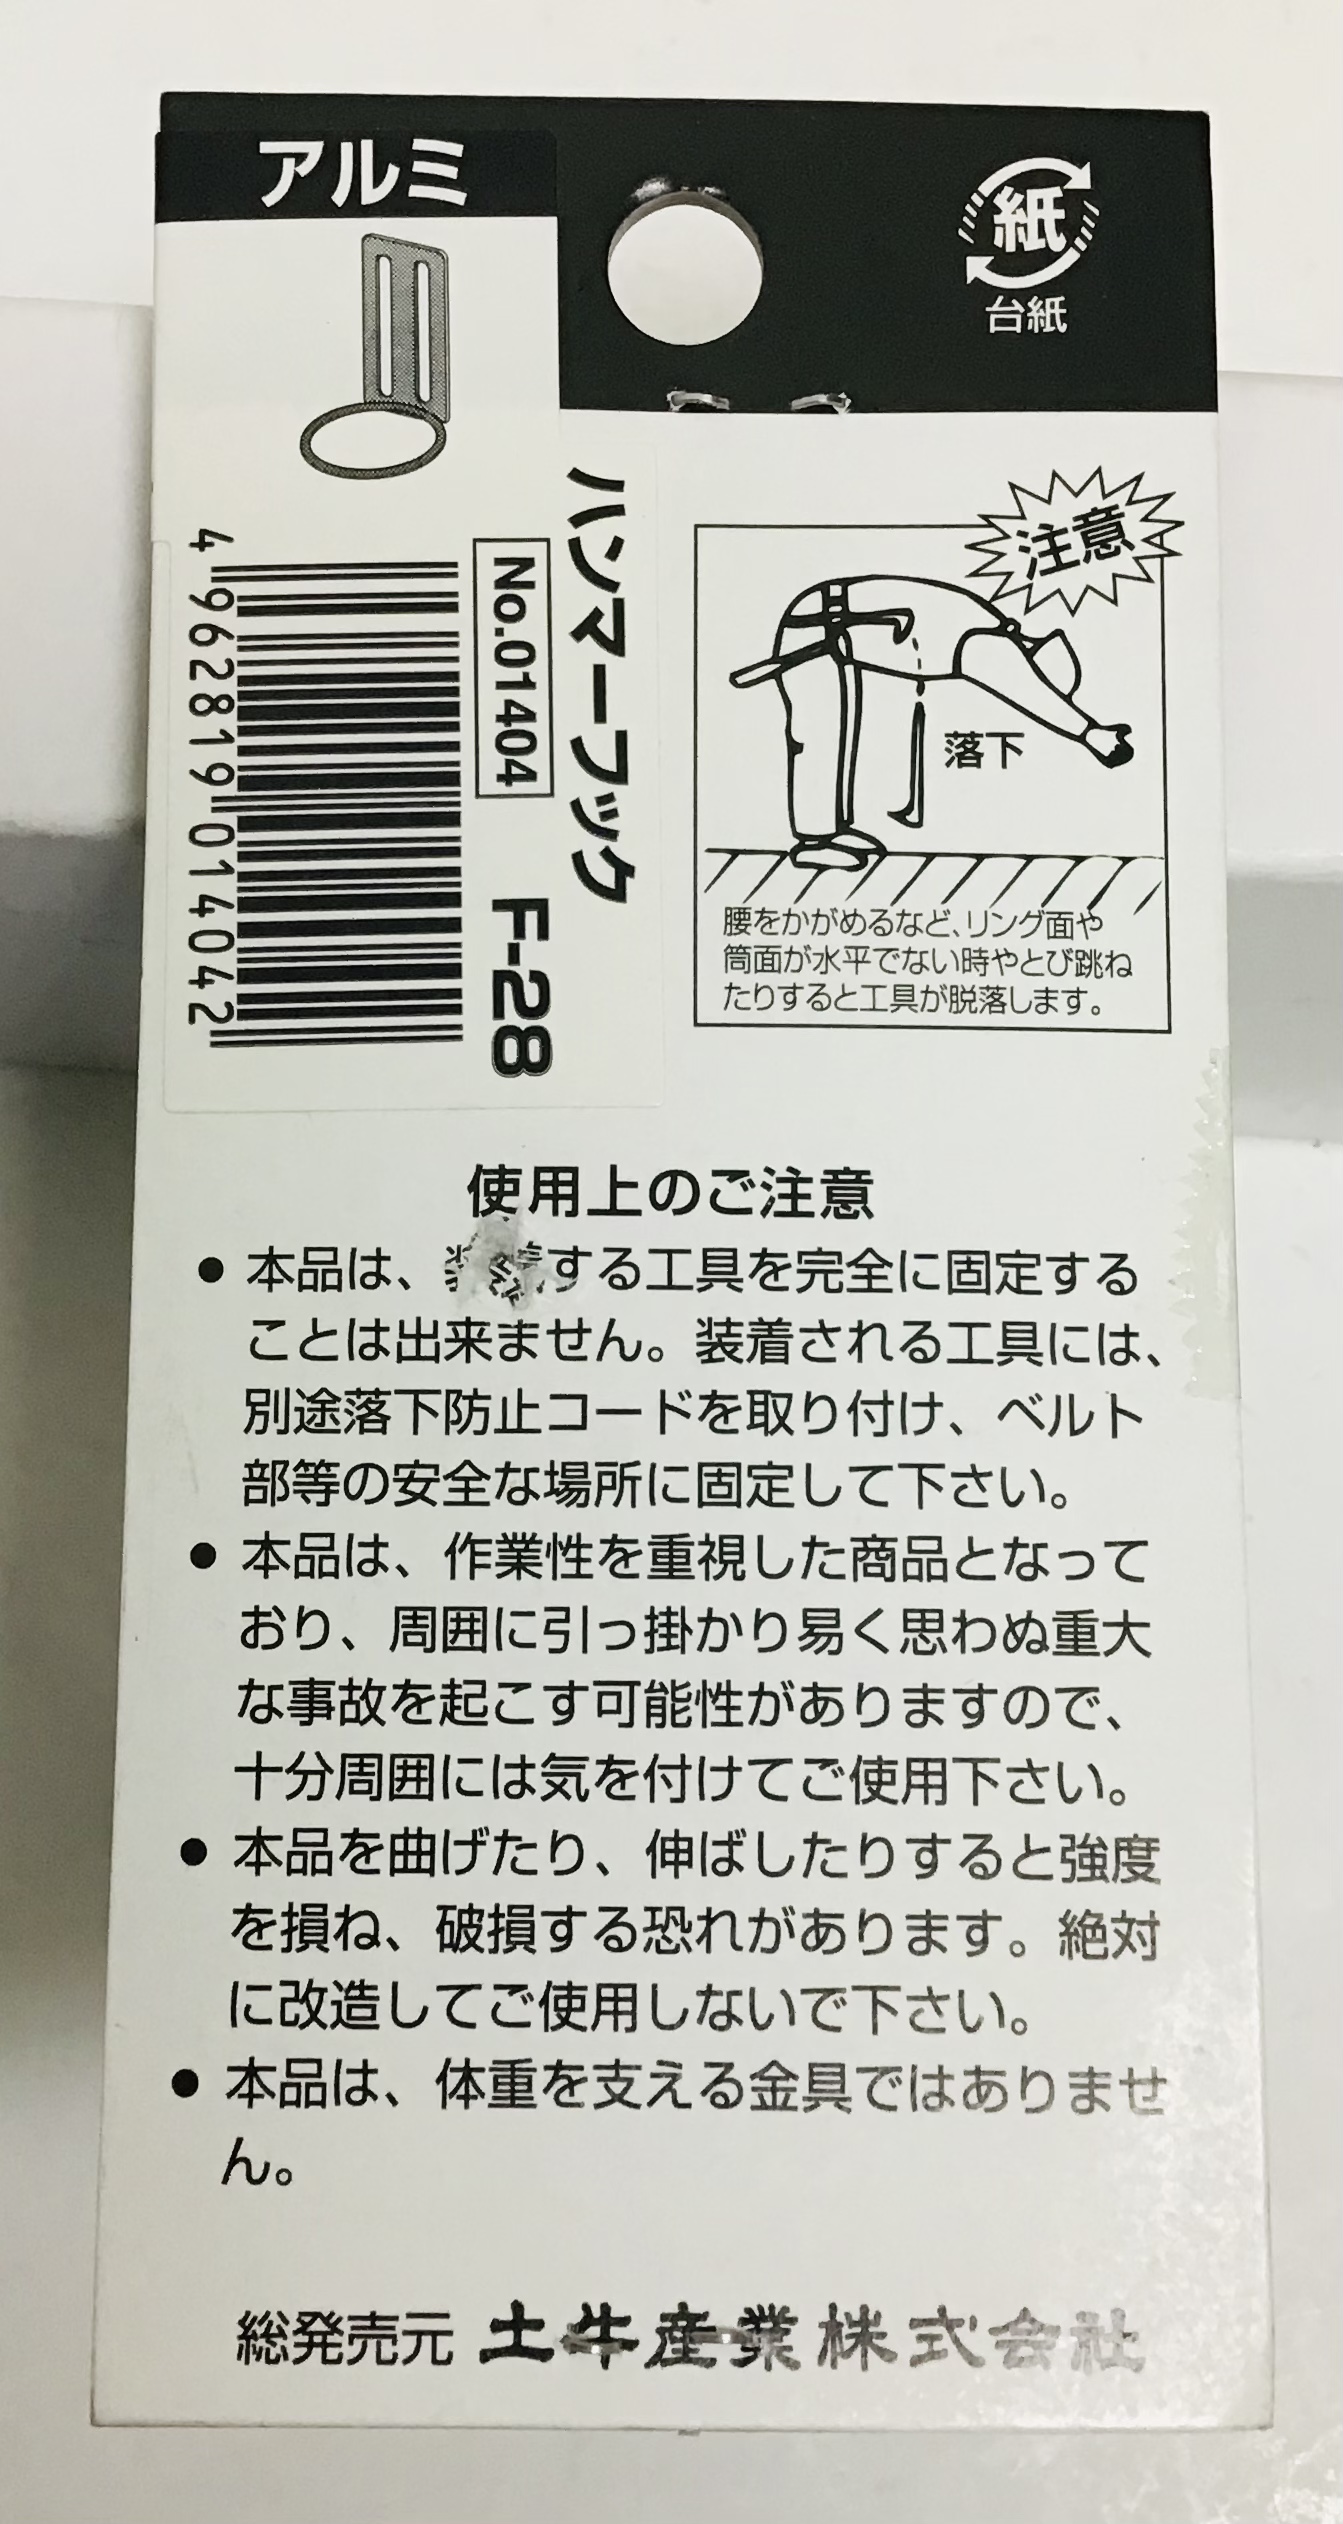 アルミ
紙
台紙
ハンマーフック
No.01404
F-28
4 962819 014042
注意
落下
腰をかがめるなど、リング面や
筒面が水平でない時やとび跳ね
たりすると工具が脱落します。
使用上のご注意
● 本品は、する工具を完全に固定する
ことは出来ません。装着される工具には、
別途落下防止コードを取り付け、ベルト
部等の安全な場所に固定して下さい。
● 本品は、作業性を重視した商品となって
おり、周囲に引っ掛かり易く思わぬ重大
な事故を起こす可能性がありますので、
十分周囲には気を付けてご使用下さい。
● 本品を曲げたり、伸ばしたりすると強度
を損ね、破損する恐れがあります。絶対
に改造してご使用しないで下さい。
● 本品は、体重を支える金具ではありませ
ん。
総発売元 土牛産業株式会社